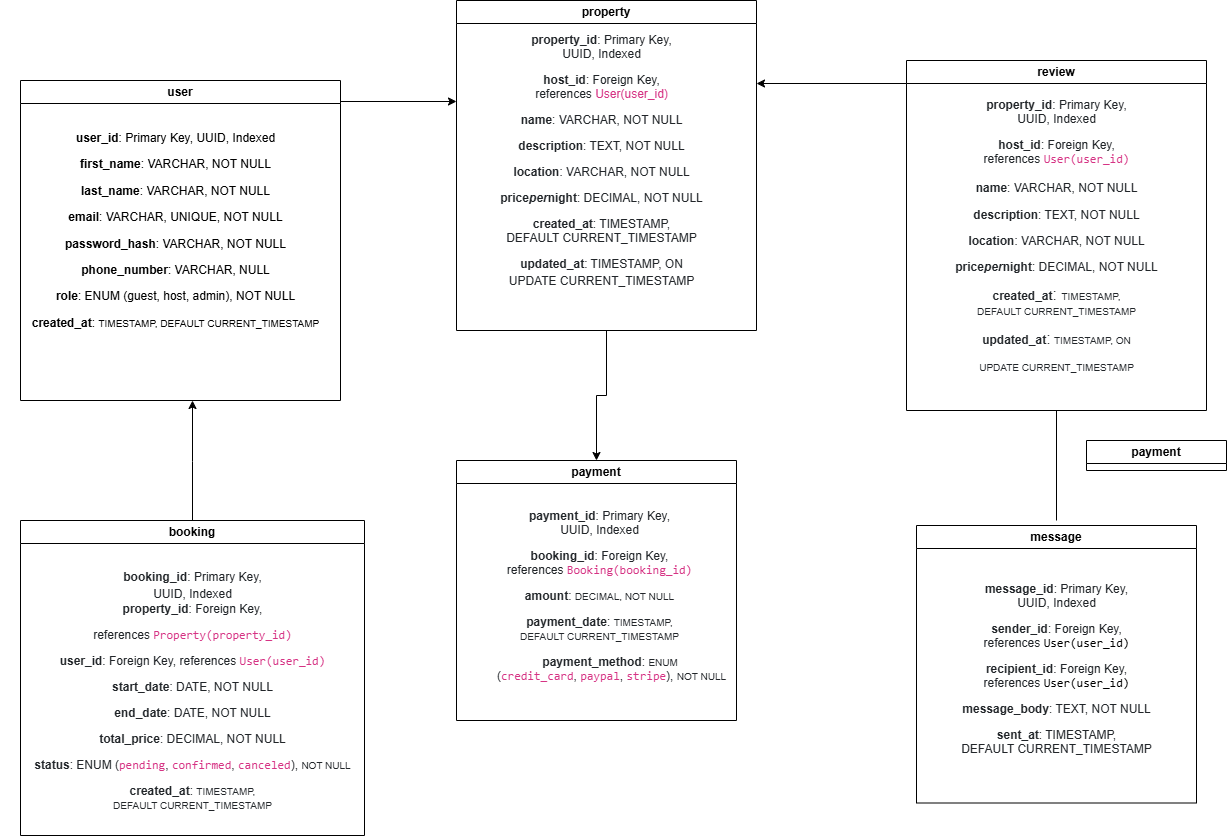 property
property_id: Primary Key,
UUID, Indexed
host_id: Foreign Key,
references User(user_id)
name: VARCHAR, NOT NULL
description: TEXT, NOT NULL
location: VARCHAR, NOT NULL
pricepernight: DECIMAL, NOT NULL
created_at: TIMESTAMP,
DEFAULT CURRENT_TIMESTAMP
updated_at: TIMESTAMP, ON
UPDATE CURRENT_TIMESTAMP
user
user_id: Primary Key, UUID, Indexed
first_name: VARCHAR, NOT NULL
last_name: VARCHAR, NOT NULL
email: VARCHAR, UNIQUE, NOT NULL
password_hash: VARCHAR, NOT NULL
phone_number: VARCHAR, NULL
role: ENUM (guest, host, admin), NOT NULL
created_at: TIMESTAMP, DEFAULT CURRENT_TIMESTAMP
review
property_id: Primary Key,
UUID, Indexed
host_id: Foreign Key,
references User(user_id)
name: VARCHAR, NOT NULL
description: TEXT, NOT NULL
location: VARCHAR, NOT NULL
pricepernight: DECIMAL, NOT NULL
created_at: TIMESTAMP,
DEFAULT CURRENT_TIMESTAMP
updated_at: TIMESTAMP, ON
UPDATE CURRENT_TIMESTAMP
payment
booking
booking_id: Primary Key,
UUID, Indexed
property_id: Foreign Key,
references Property(property_id)
user_id: Foreign Key, references User(user_id)
start_date: DATE, NOT NULL
end_date: DATE, NOT NULL
total_price: DECIMAL, NOT NULL
status: ENUM (pending, confirmed, canceled), NOT NULL
created_at: TIMESTAMP,
DEFAULT CURRENT_TIMESTAMP
payment
payment_id: Primary Key,
UUID, Indexed
booking_id: Foreign Key,
references Booking(booking_id)
amount: DECIMAL, NOT NULL
payment_date: TIMESTAMP,
DEFAULT CURRENT_TIMESTAMP
payment_method: ENUM
(credit_card, paypal, stripe), NOT NULL
message
message_id: Primary Key,
UUID, Indexed
sender_id: Foreign Key,
references User(user_id)
recipient_id: Foreign Key,
references User(user_id)
message_body: TEXT, NOT NULL
sent_at: TIMESTAMP,
DEFAULT CURRENT_TIMESTAMP